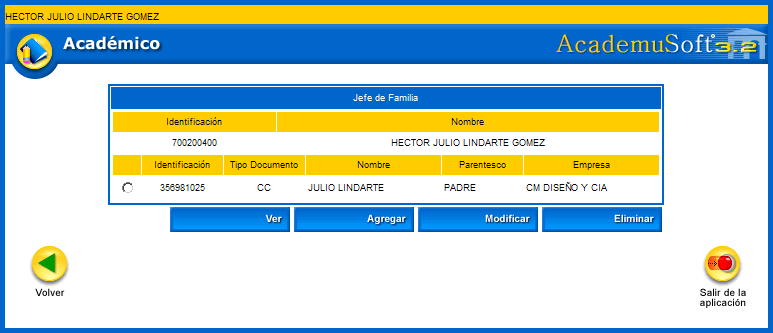 HECTOR JULIO LINDARTE GOMEZ
Académico
AcademuSoft 3.2
Jefe de Familia
Identificación Nombre
700200400 HECTOR JULIO LINDARTE GOMEZ
Identificación Tipo Documento Nombre Parentesco Empresa
356981025 CC JULIO LINDARTE PADRE CM DISEÑO Y CIA
Ver Agregar Modificar Eliminar
Volver
Salir de la
aplicación